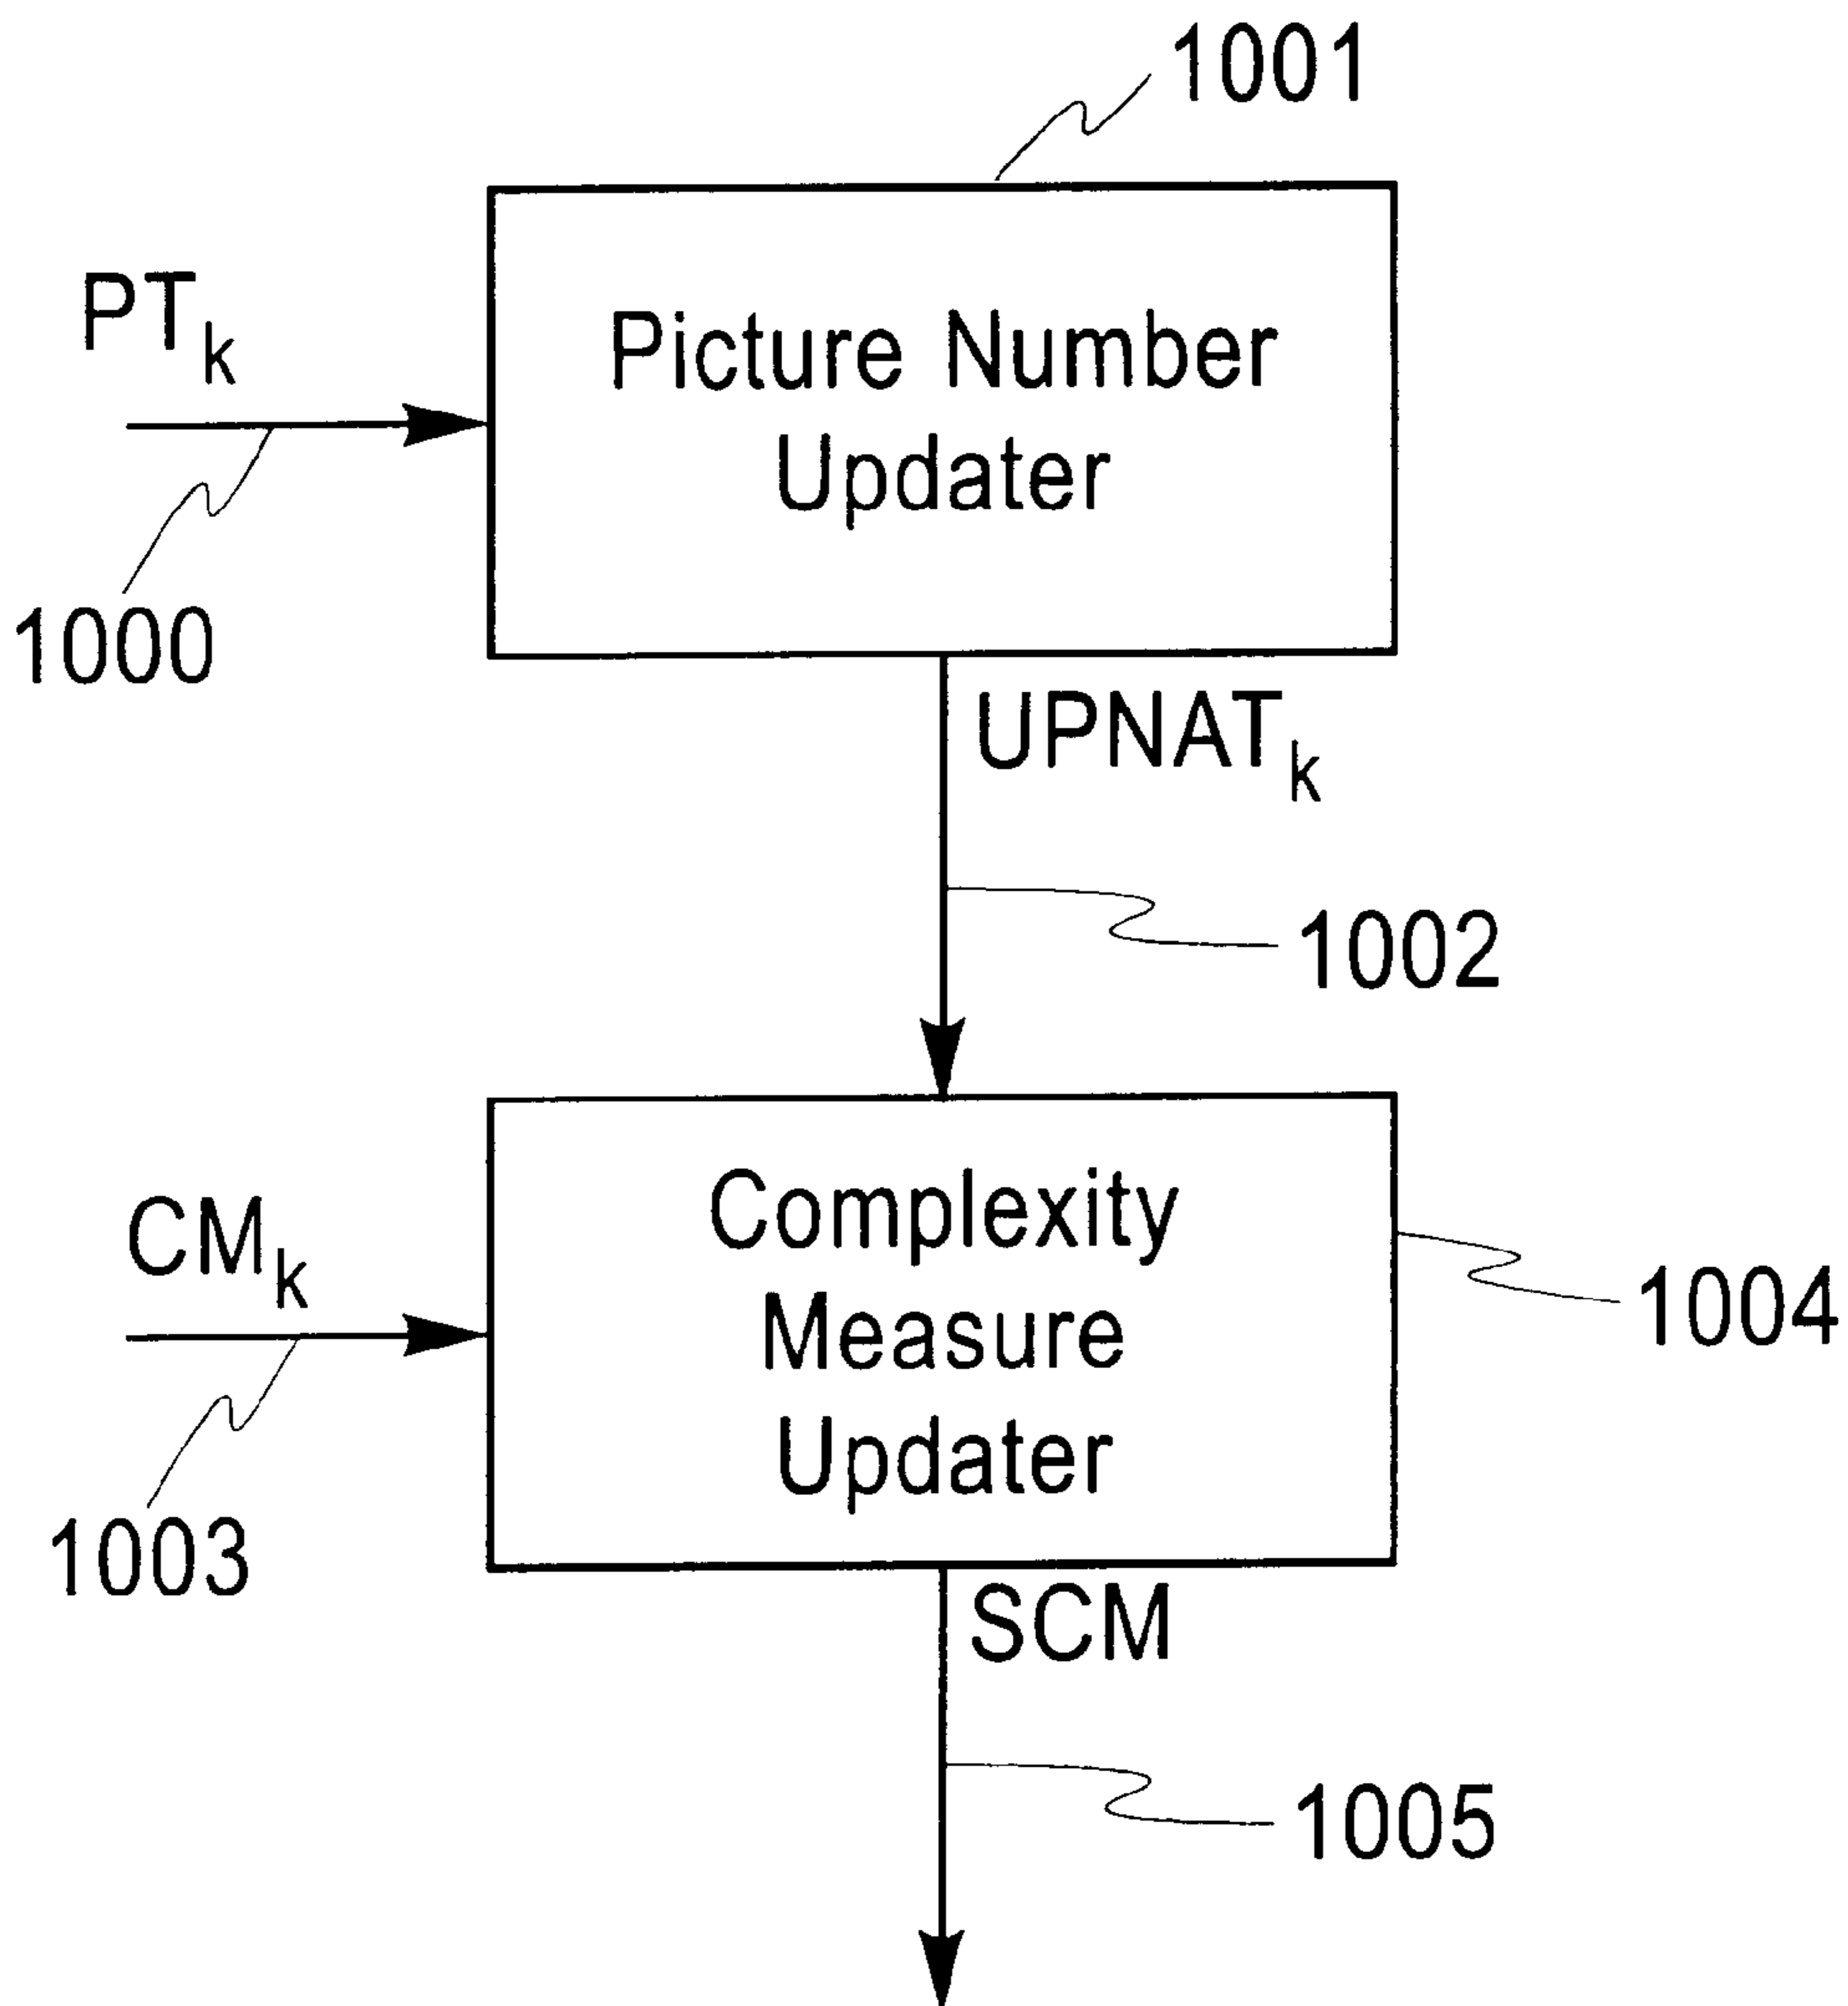 1001
PTk
Picture Number
Updater
1000
UPNATk
1002
CMk
Complexity
Measure
Updater
1004
1003
SCM
1005